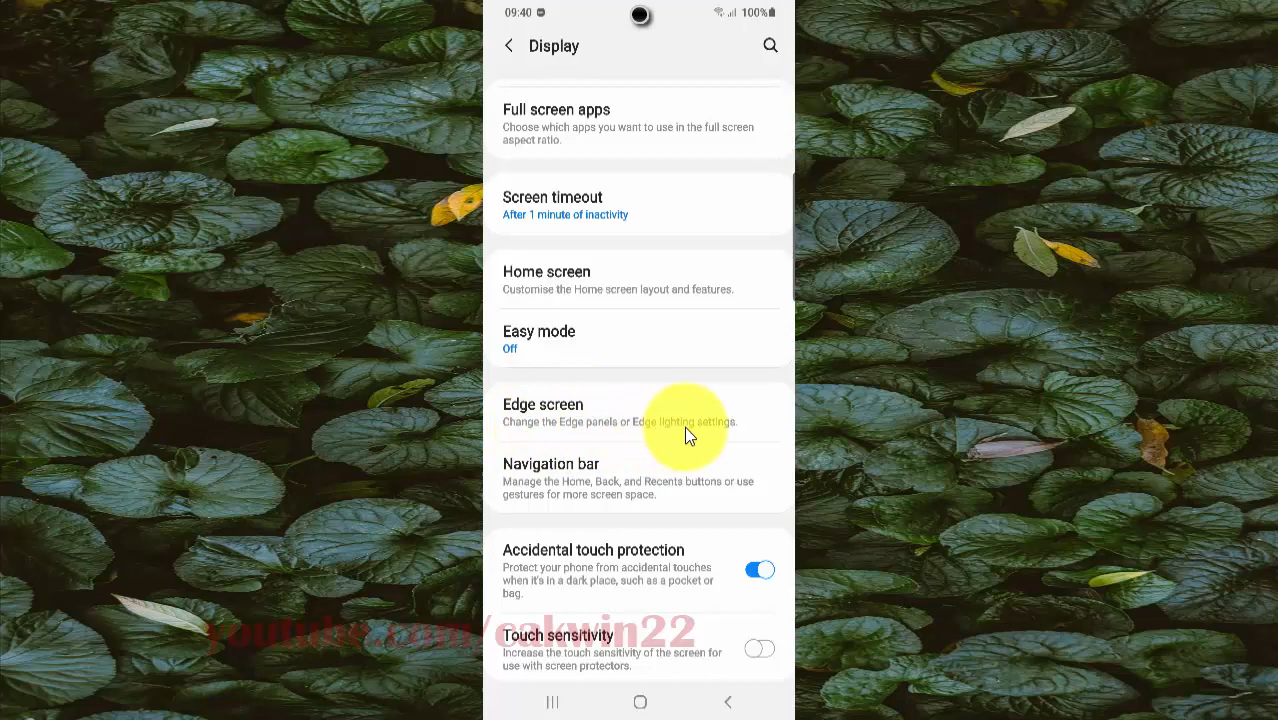 09:40
100%
Display
Full screen apps
Choose which apps you want to use in the full screen
aspect ratio.
Screen timeout
After 1 minute of inactivity
Home screen
Customise the Home screen layout and features.
Easy mode
Off
Edge screen
Change the Edge panels or Edge lighting settings.
Navigation bar
Manage the Home, Back, and Recents buttons or use
gestures for more screen space.
Accidental touch protection
Protect your phone from accidental touches
when it's in a dark place, such as a pocket or
bag.
youtube.com/eakwin22
Touch sensitivity
Increase the touch sensitivity of the screen for
use with screen protectors.